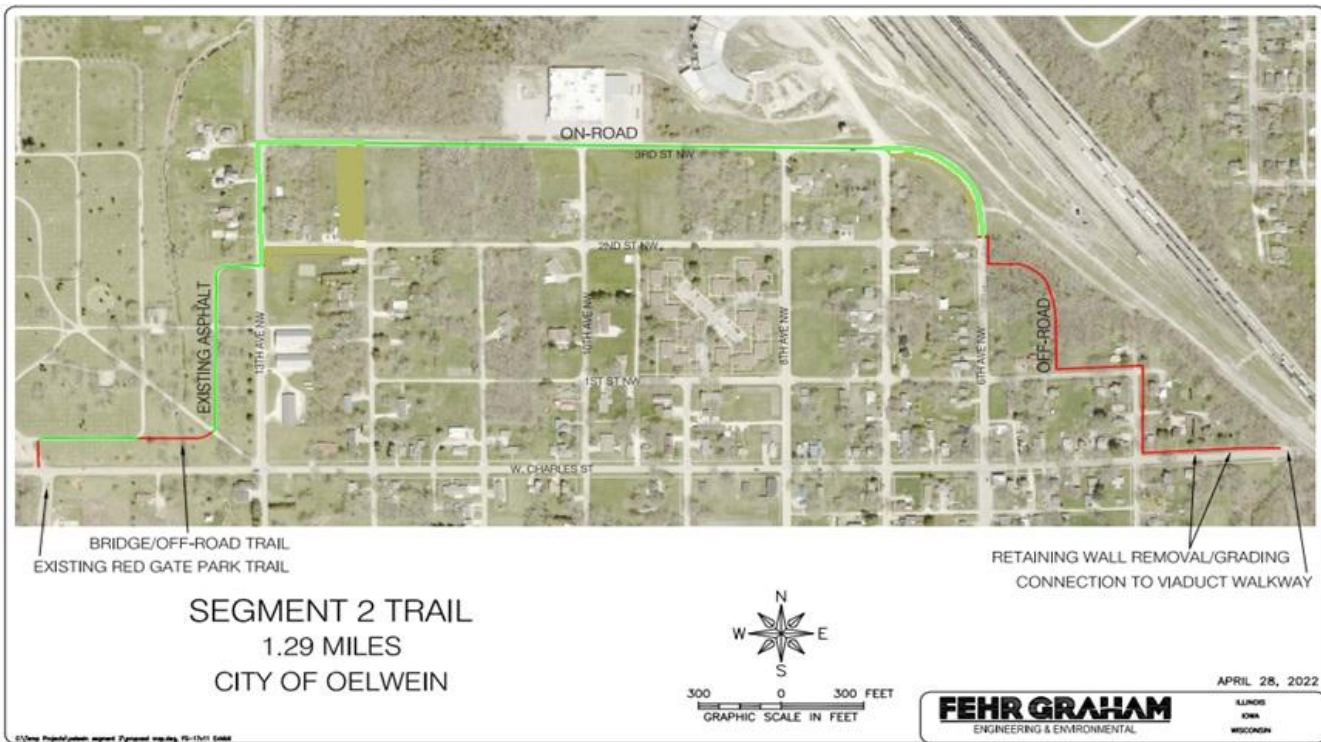 ON-ROAD
3RD ST NW
2ND ST NW
EXISTING ASPHALT
13TH AVE NW
10TH AVE NW
8TH AVE NW
6TH AVE NW
OFF-ROAD
1ST ST NW
W. CHARLES ST
BRIDGE/OFF-ROAD TRAIL
EXISTING RED GATE PARK TRAIL
RETAINING WALL REMOVAL/GRADING
CONNECTION TO VIADUCT WALKWAY
SEGMENT 2 TRAIL
1.29 MILES
CITY OF OELWEIN
N
W E
S
300 0 300 FEET
GRAPHIC SCALE IN FEET
APRIL 28, 2022
FEHR GRAHAM
ENGINEERING & ENVIRONMENTAL
ILLINOIS
IOWA
WISCONSIN